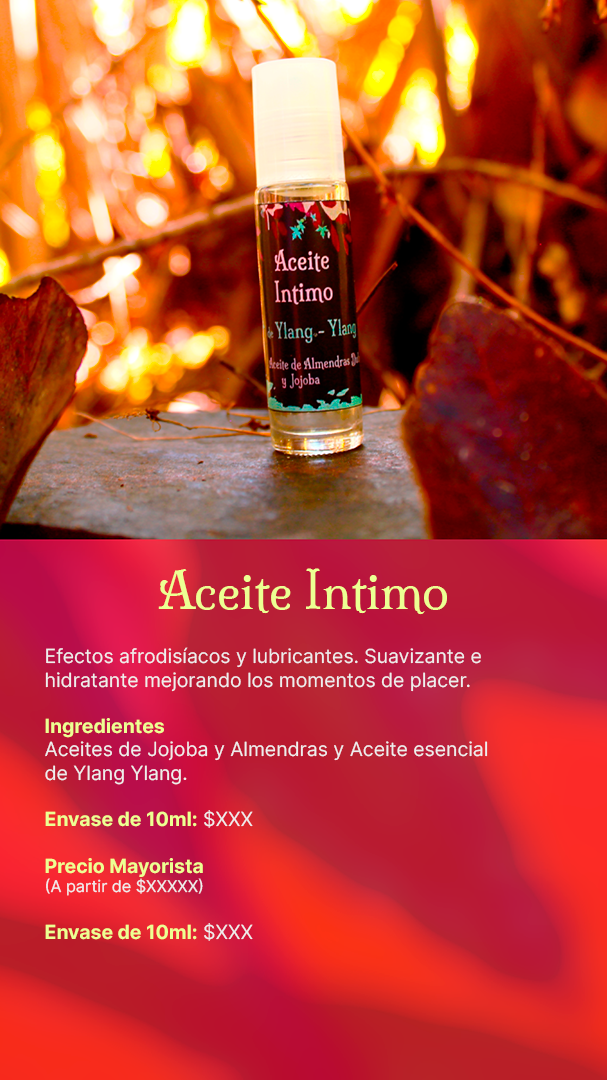 Aceite
Intimo
de Ylang - Ylang
Aceite de Almendras
y Jojoba
Aceite Intimo
Efectos afrodisíacos y lubricantes. Suavizante e
hidratante mejorando los momentos de placer.
Ingredientes
Aceites de Jojoba y Almendras y Aceite esencial
de Ylang Ylang.
Envase de 10ml: $XXX
Precio Mayorista
(A partir de $XXXXX)
Envase de 10ml: $XXX